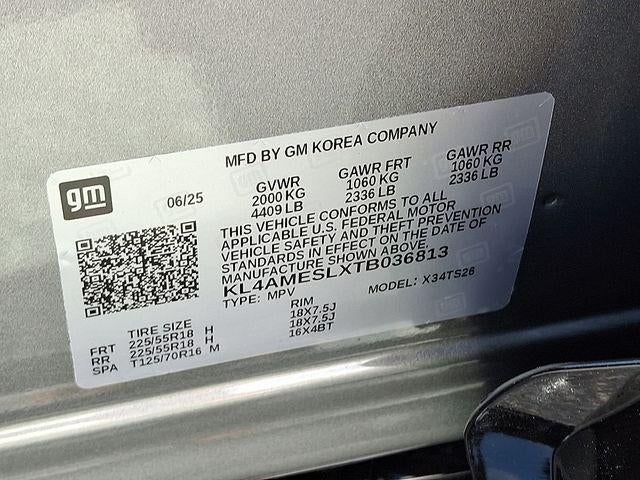 MFD BY GM KOREA COMPANY
gm
06/25
GVWR
2000 KG
4409 LB
GAWR FRT
1060 KG
2336 LB
GAWR RR
1060 KG
2336 LB
THIS VEHICLE CONFORMS TO ALL
APPLICABLE U.S. FEDERAL MOTOR
VEHICLE SAFETY AND THEFT PREVENTION
STANDARDS IN EFFECT ON THE DATE OF
MANUFACTURE SHOWN ABOVE.
KL4AMESLXTB036813
TYPE: MPV MODEL: X34TS26
TIRE SIZE RIM
FRT 225/55R18 H 18X7.5J
RR 225/55R18 H 18X7.5J
SPA T125/70R16 M 16X4BT